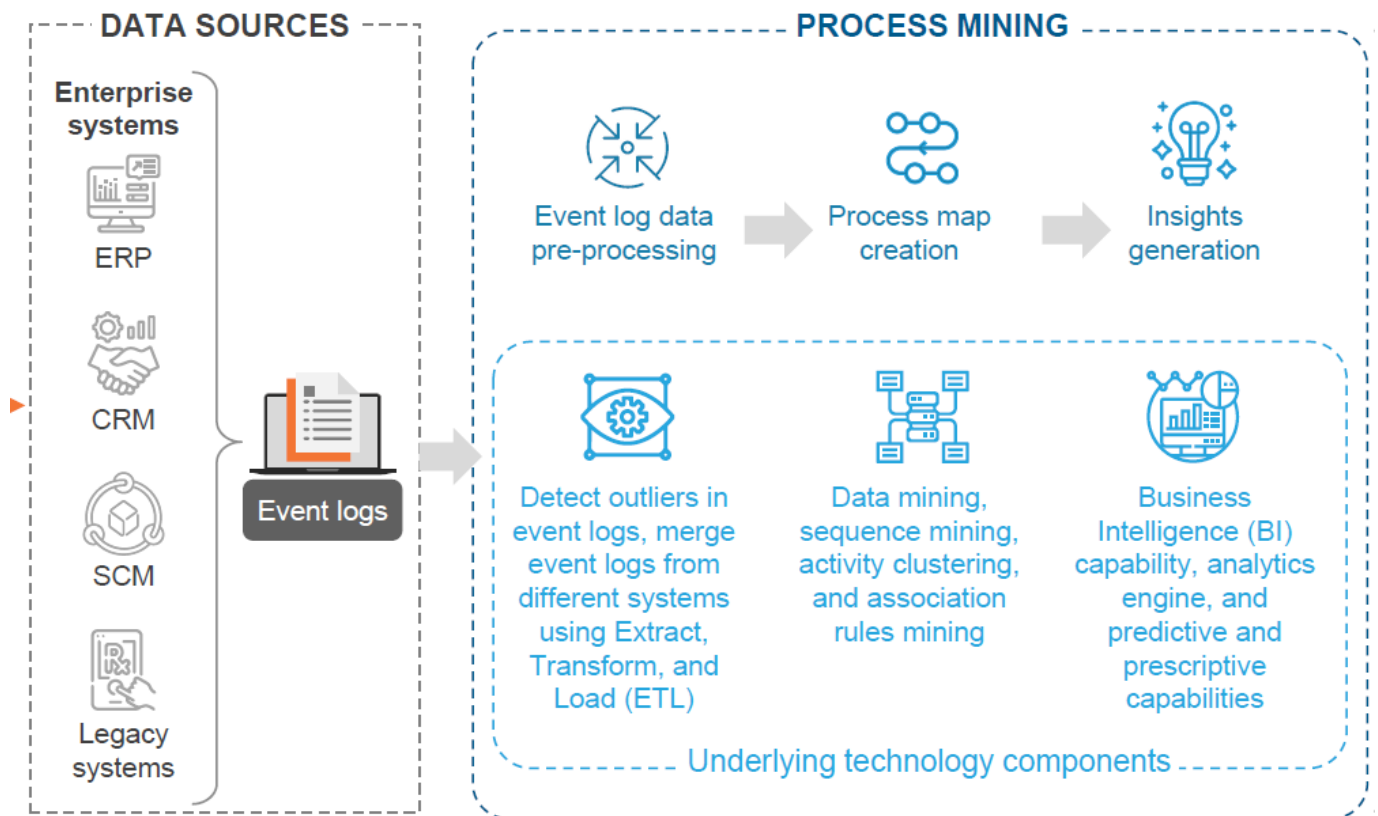 DATA SOURCES
Enterprise
systems
ERP
CRM
SCM
Legacy
systems
Event logs
PROCESS MINING
Event log data
pre-processing
Process map
creation
Insights
generation
Detect outliers in
event logs, merge
event logs from
different systems
using Extract,
Transform, and
Load (ETL)
Data mining,
sequence mining,
activity clustering,
and association
rules mining
Business
Intelligence (BI)
capability, analytics
engine, and
predictive and
prescriptive
capabilities
Underlying technology components